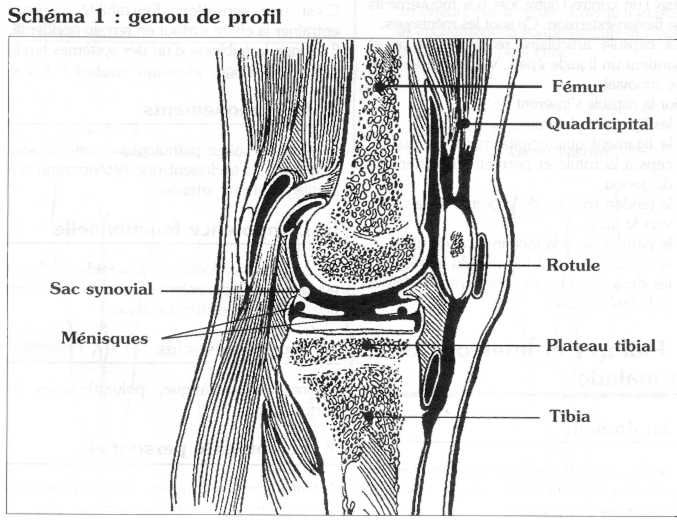 Schéma 1 : genou de profil
Fémur
Quadricipital
Rotule
Sac synovial
Ménisques
Plateau tibial
Tibia